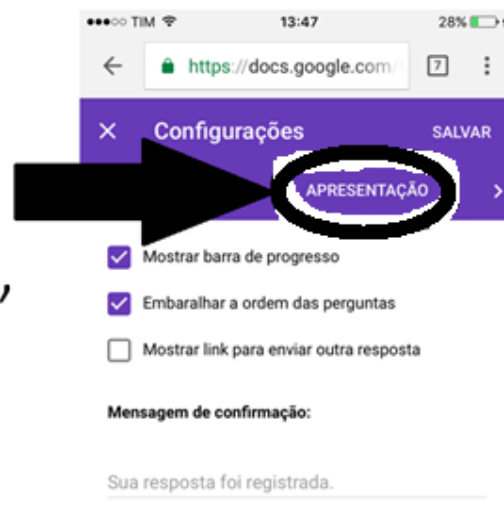 TIM 13:47 28%
https://docs.google.com/ 7
Configurações SALVAR
APRESENTAÇÃO
Mostrar barra de progresso
,
Embaralhar a ordem das perguntas
Mostrar link para enviar outra resposta
Mensagem de confirmação:
Sua resposta foi registrada.